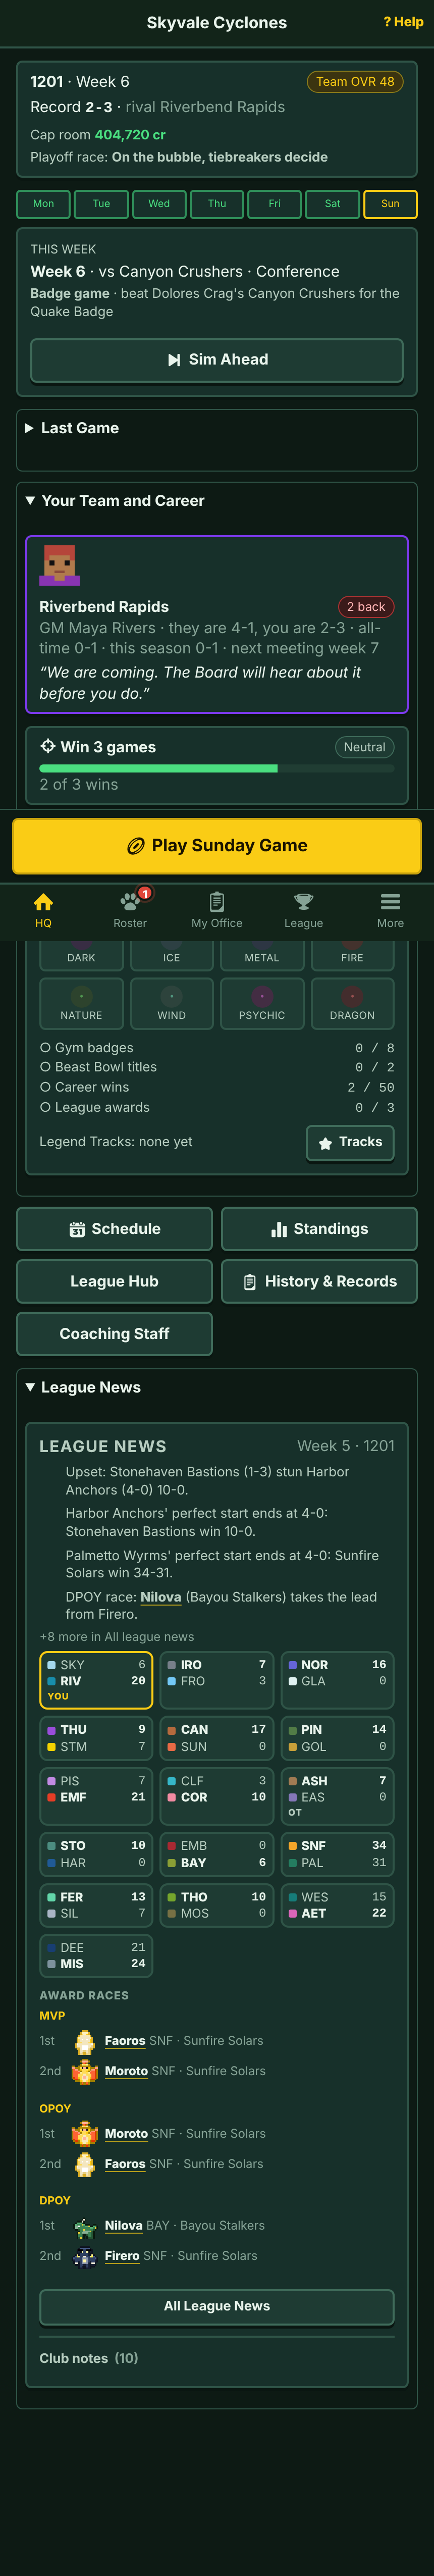 Skyvale Cyclones
? Help
1201 · Week 6
Team OVR 48
Record 2-3 · rival Riverbend Rapids
Cap room 404,720 cr
Playoff race: On the bubble, tiebreakers decide
Mon Tue Wed Thu Fri Sat Sun
THIS WEEK
Week 6 · vs Canyon Crushers · Conference
Badge game · beat Dolores Crag's Canyon Crushers for the
Quake Badge
Sim Ahead
Last Game
Your Team and Career
Riverbend Rapids
2 back
GM Maya Rivers · they are 4-1, you are 2-3 · all-
time 0-1 · this season 0-1 · next meeting week 7
“We are coming. The Board will hear about it
before you do.”
Win 3 games
Neutral
2 of 3 wins
Play Sunday Game
1
HQ Roster My Office League More
DARK ICE METAL FIRE
NATURE WIND PSYCHIC DRAGON
Gym badges 0 / 8
Beast Bowl titles 0 / 2
Career wins 2 / 50
League awards 0 / 3
Legend Tracks: none yet
Tracks
31 Schedule
Standings
League Hub
History & Records
Coaching Staff
League News
LEAGUE NEWS
Week 5 · 1201
Upset: Stonehaven Bastions (1-3) stun Harbor
Anchors (4-0) 10-0.
Harbor Anchors' perfect start ends at 4-0:
Stonehaven Bastions win 10-0.
Palmetto Wyrms' perfect start ends at 4-0: Sunfire
Solars win 34-31.
DPOY race: Nilova (Bayou Stalkers) takes the lead
from Firero.
+8 more in All league news
SKY 6 IRO 7 NOR 16
RIV 20 FRO 3 GLA 0
YOU
THU 9 CAN 17 PIN 14
STM 7 SUN 0 GOL 0
PIS 7 CLF 3 ASH 7
EMF 21 COR 10 EAS 0
OT
STO 10 EMB 0 SNF 34
HAR 0 BAY 6 PAL 31
FER 13 THO 10 WES 15
SIL 7 MOS 0 AET 22
DEE 21
MIS 24
AWARD RACES
MVP
1st Faoros SNF · Sunfire Solars
2nd Moroto SNF · Sunfire Solars
OPOY
1st Moroto SNF · Sunfire Solars
2nd Faoros SNF · Sunfire Solars
DPOY
1st Nilova BAY · Bayou Stalkers
2nd Firero SNF · Sunfire Solars
All League News
Club notes (10)